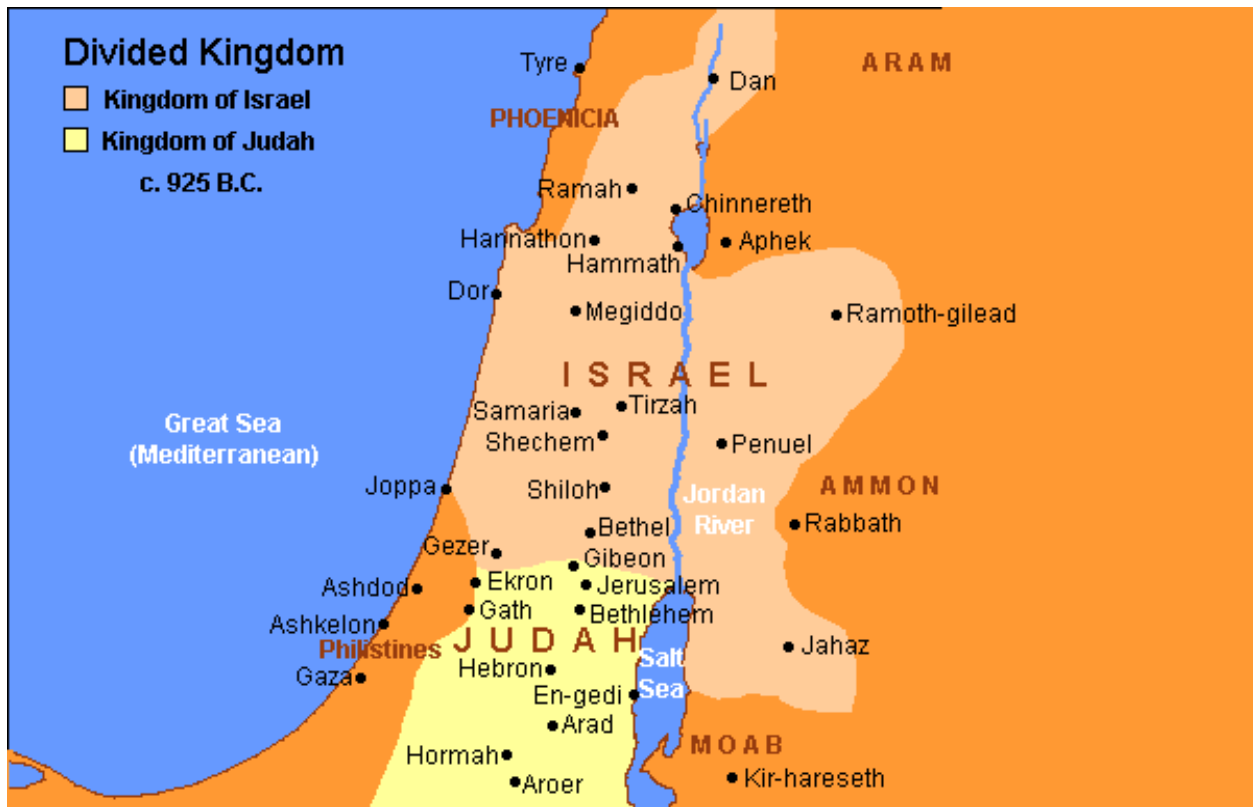 Divided Kingdom
Kingdom of Israel
Kingdom of Judah
c. 925 B.C.
Tyre
Dan
ARAM
PHOENICIA
Ramah
Chinnereth
Hannathon
Aphek
Hammath
Dor
Megiddo
Ramoth-gilead
ISRAEL
Samaria
Tirzah
Great Sea
(Mediterranean)
Shechem
Penuel
Joppa
Shiloh
Jordan
River
AMMON
Rabbath
Bethel
Gezer
Gibeon
Ashdod
Ekron
Jerusalem
Gath
Bethlehem
Ashkelon
Philistines
JUDAH
Jahaz
Salt
Sea
Hebron
Gaza
En-gedi
Arad
MOAB
Hormah
Aroer
Kir-hareseth